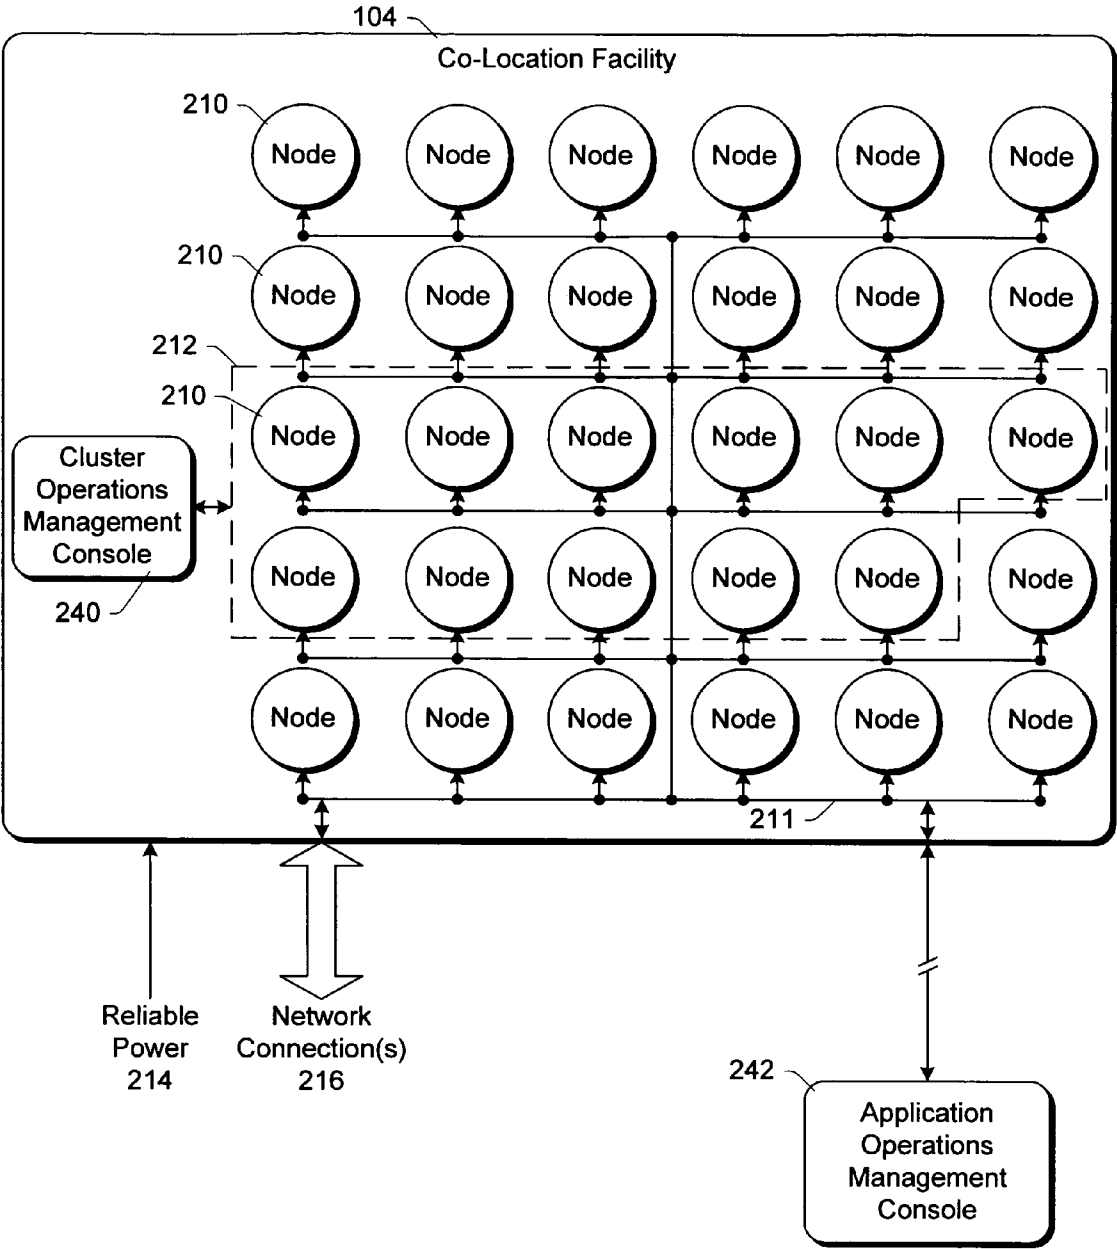 104
Co-Location Facility
210
Node Node Node Node Node Node
210
Node Node Node Node Node Node
212
210
Node Node Node Node Node Node
Cluster
Operations
Management
Console
240
Node Node Node Node Node Node
Node Node Node Node Node Node
211
Reliable
Power
214
Network
Connection(s)
216
242
Application
Operations
Management
Console